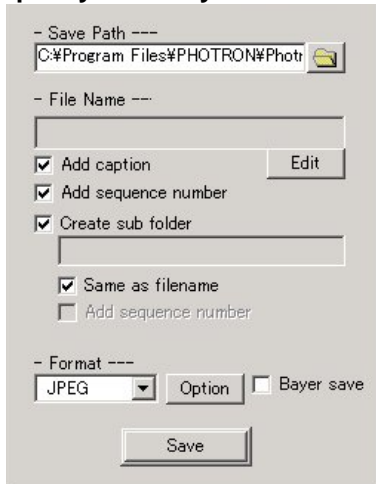 - Save Path ---
C:¥Program Files¥PHOTRON¥Photr
- File Name ---
Add caption
Edit
Add sequence number
Create sub folder
Same as filename
Add sequence number
- Format ---
JPEG
Option
Bayer save
Save